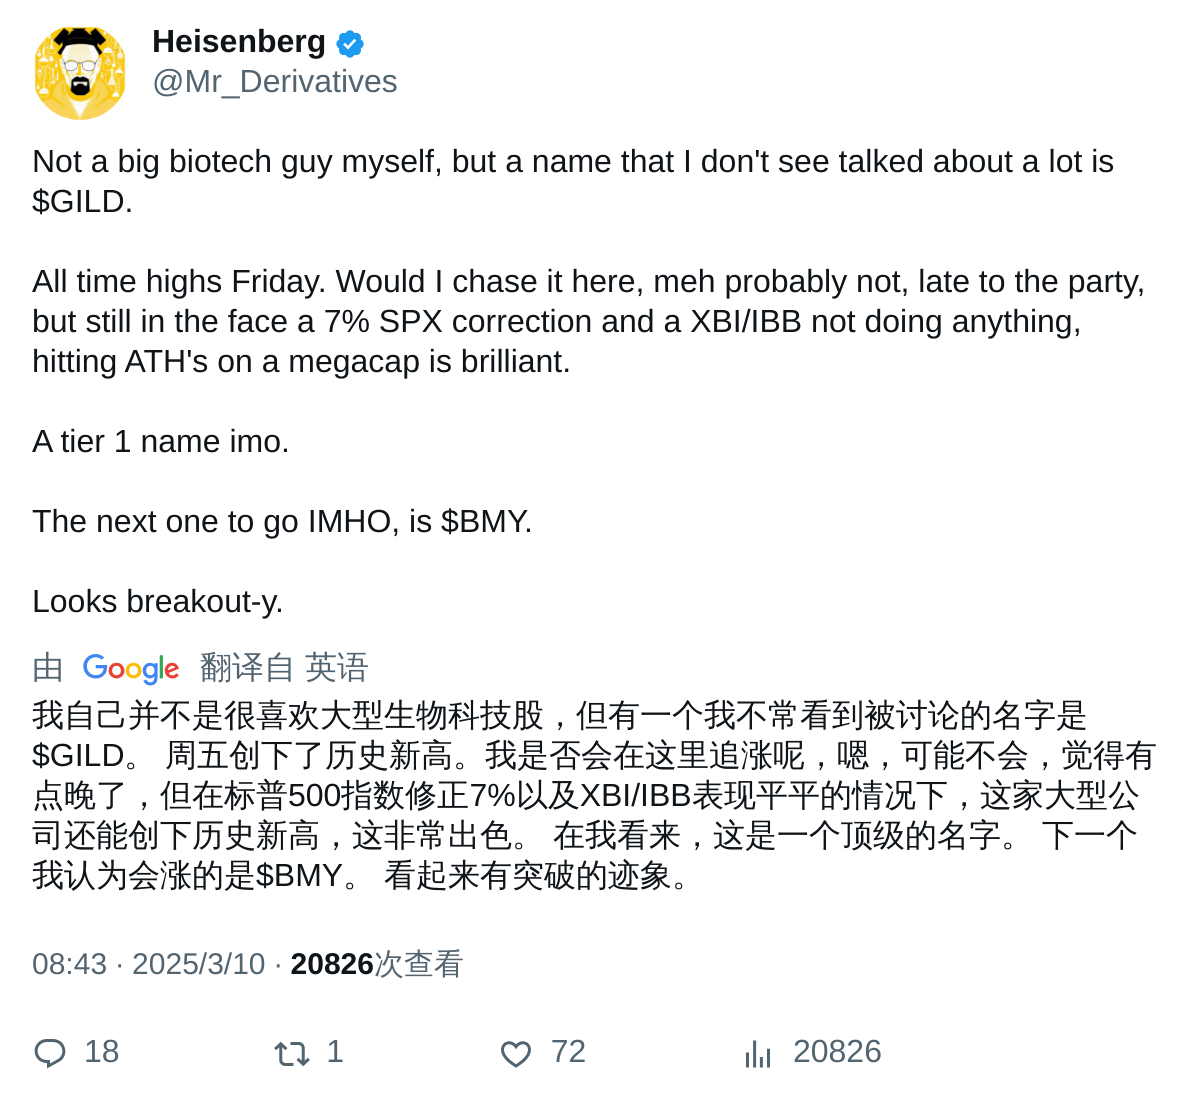 Heisenberg
@Mr_Derivatives
Not a big biotech guy myself, but a name that I don't see talked about a lot is
$GILD.
All time highs Friday. Would I chase it here, meh probably not, late to the party,
but still in the face a 7% SPX correction and a XBI/IBB not doing anything,
hitting ATH's on a megacap is brilliant.
A tier 1 name imo.
The next one to go IMHO, is $BMY.
Looks breakout-y.
由 Google 翻译自 英语
我自己并不是很喜欢大型生物科技股，但有一个我不常看到被讨论的名字是
$GILD。 周五创下了历史新高。我是否会在这里追涨呢，嗯，可能不会，觉得有
点晚了，但在标普500指数修正7%以及XBI/IBB表现平平的情况下，这家大型公
司还能创下历史新高，这非常出色。 在我看来，这是一个顶级的名字。 下一个
我认为会涨的是$BMY。 看起来有突破的迹象。
08:43 · 2025/3/10 · 20826次查看
18 1 72 20826